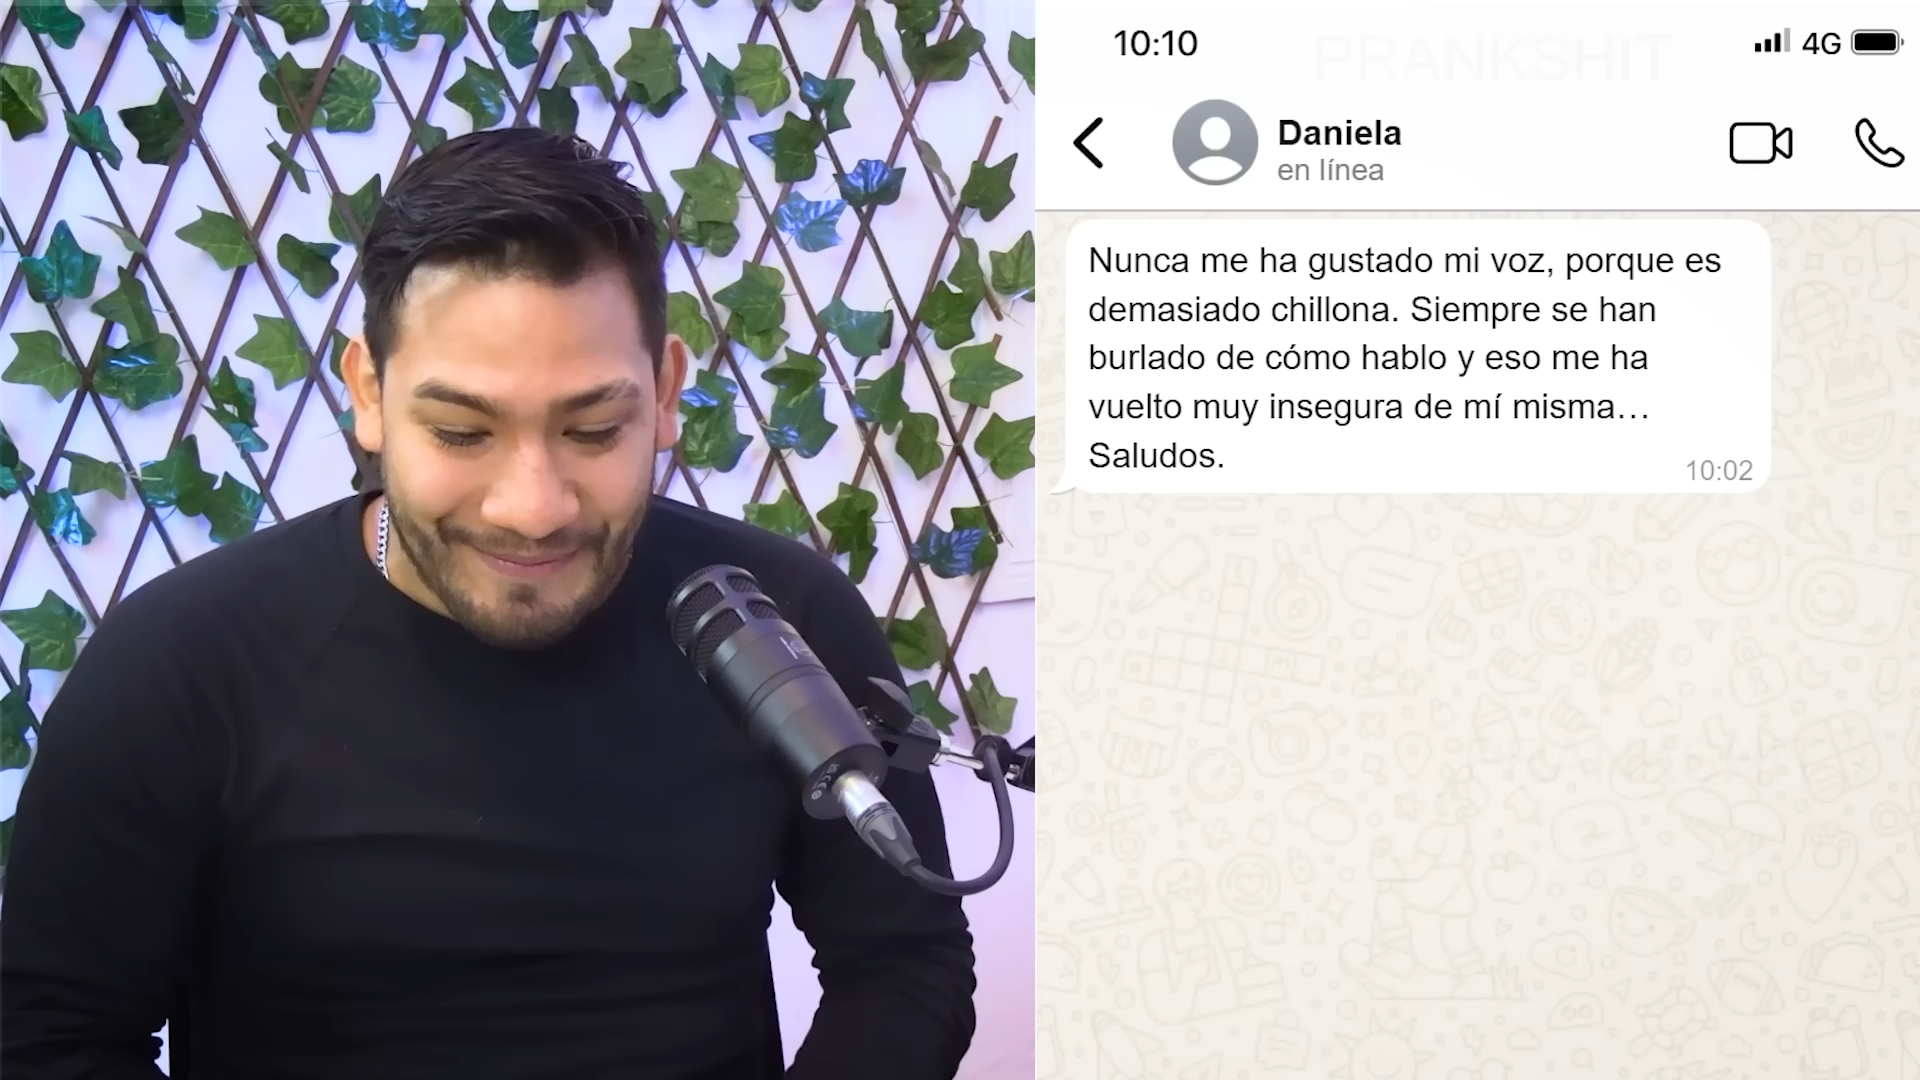 PRANKSHIT
10:10
4G
Daniela
en línea
Nunca me ha gustado mi voz, porque es
demasiado chillona. Siempre se han
burlado de cómo hablo y eso me ha
vuelto muy insegura de mí misma…
Saludos.
10:02